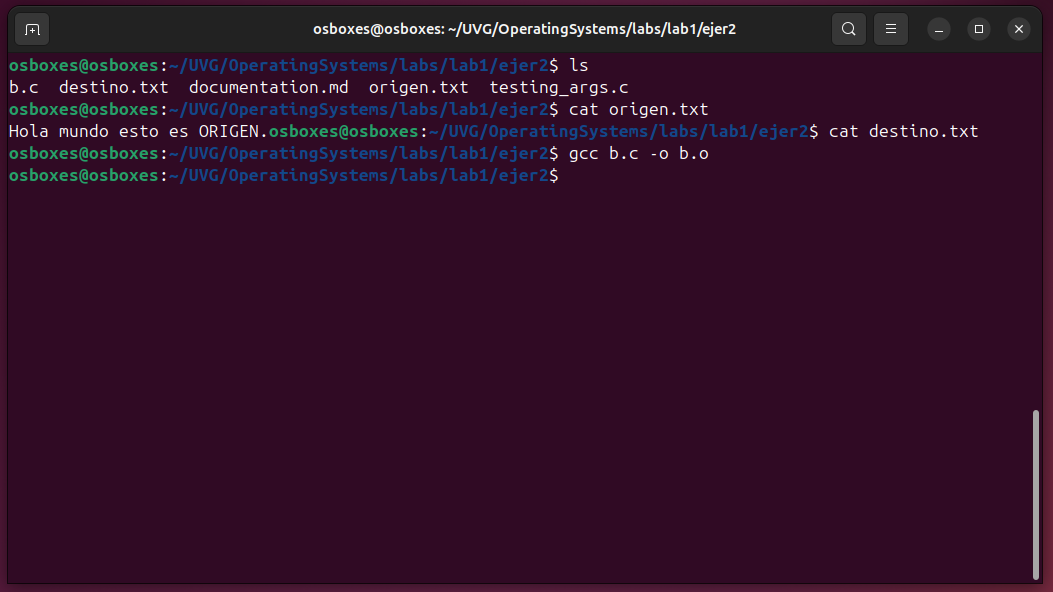 osboxes@osboxes: ~/UVG/OperatingSystems/labs/lab1/ejer2
osboxes@osboxes:~/UVG/OperatingSystems/labs/lab1/ejer2$ ls
b.c  destino.txt  documentation.md  origen.txt  testing_args.c
osboxes@osboxes:~/UVG/OperatingSystems/labs/lab1/ejer2$ cat origen.txt
Hola mundo esto es ORIGEN.osboxes@osboxes:~/UVG/OperatingSystems/labs/lab1/ejer2$ cat destino.txt
osboxes@osboxes:~/UVG/OperatingSystems/labs/lab1/ejer2$ gcc b.c -o b.o
osboxes@osboxes:~/UVG/OperatingSystems/labs/lab1/ejer2$